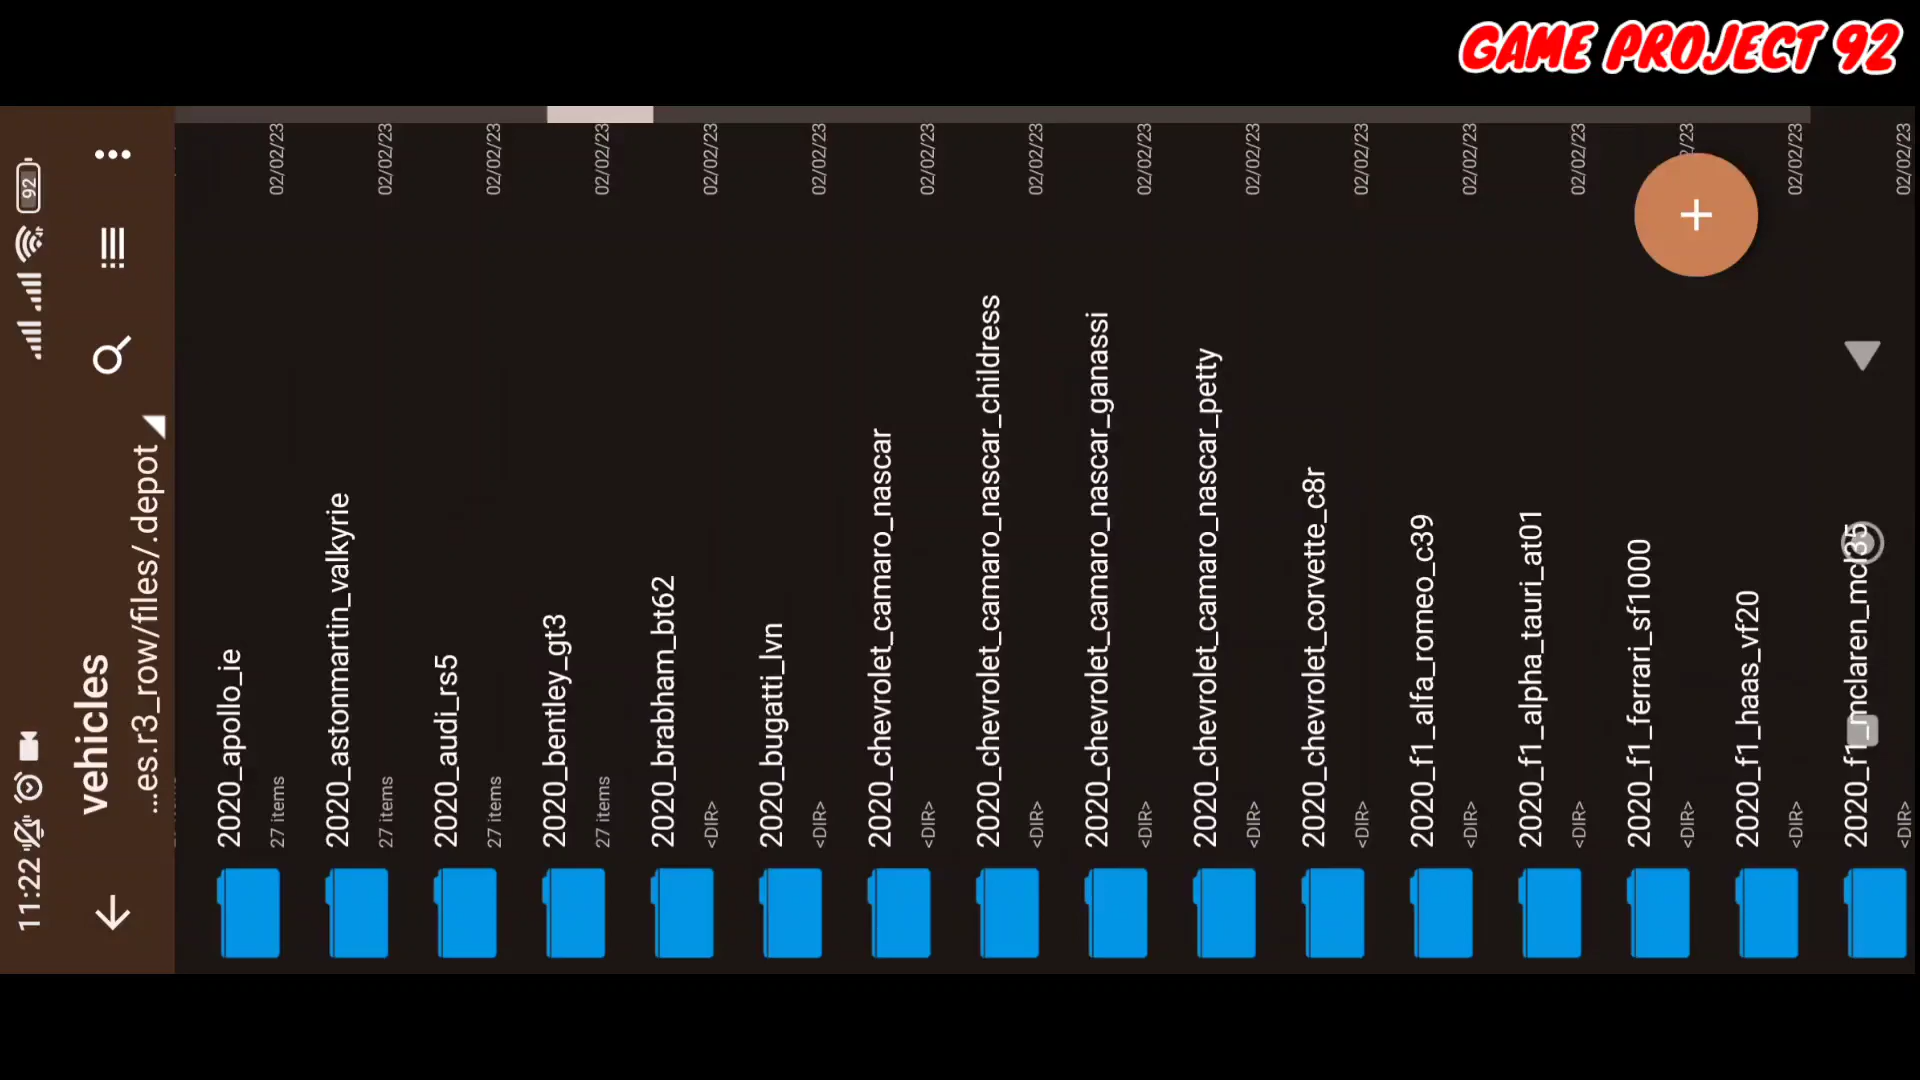 GAME PROJECT 92
11:22
92
vehicles
...es.r3_row/files/.depot
2020_apollo_ie
27 items
02/02/23
2020_astonmartin_valkyrie
27 items
02/02/23
2020_audi_rs5
27 items
02/02/23
2020_bentley_gt3
27 items
02/02/23
2020_brabham_bt62
<DIR>
02/02/23
2020_bugatti_lvn
<DIR>
02/02/23
2020_chevrolet_camaro_nascar
<DIR>
02/02/23
2020_chevrolet_camaro_nascar_childress
<DIR>
02/02/23
2020_chevrolet_camaro_nascar_ganassi
<DIR>
02/02/23
2020_chevrolet_camaro_nascar_petty
<DIR>
02/02/23
2020_chevrolet_corvette_c8r
<DIR>
02/02/23
2020_f1_alfa_romeo_c39
<DIR>
02/02/23
2020_f1_alpha_tauri_at01
<DIR>
02/02/23
2020_f1_ferrari_sf1000
<DIR>
2020_f1_haas_vf20
<DIR>
02/02/23
2020_f1_mclaren_mcl35
<DIR>
02/02/23